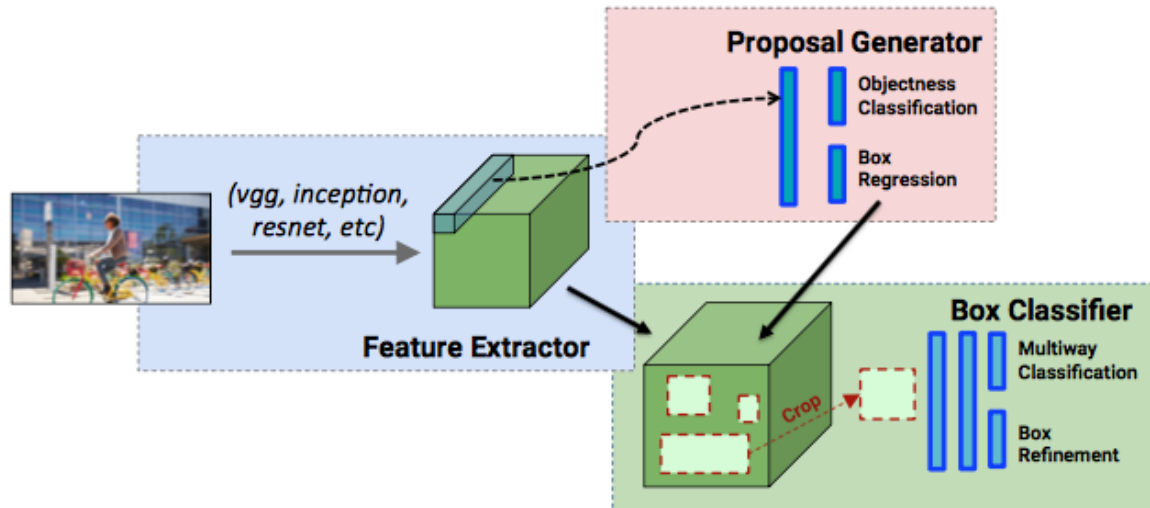 Proposal Generator
Objectness
Classification
Box
Regression
(vgg, inception,
resnet, etc)
Feature Extractor
Box Classifier
Multiway
Classification
Crop
Box
Refinement